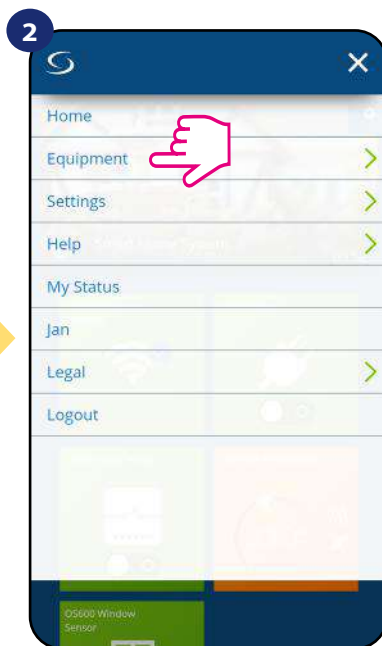 2
Home
Equipment
Settings
Help
My Status
Jan
Legal
Logout
OS600 Window
Sensor